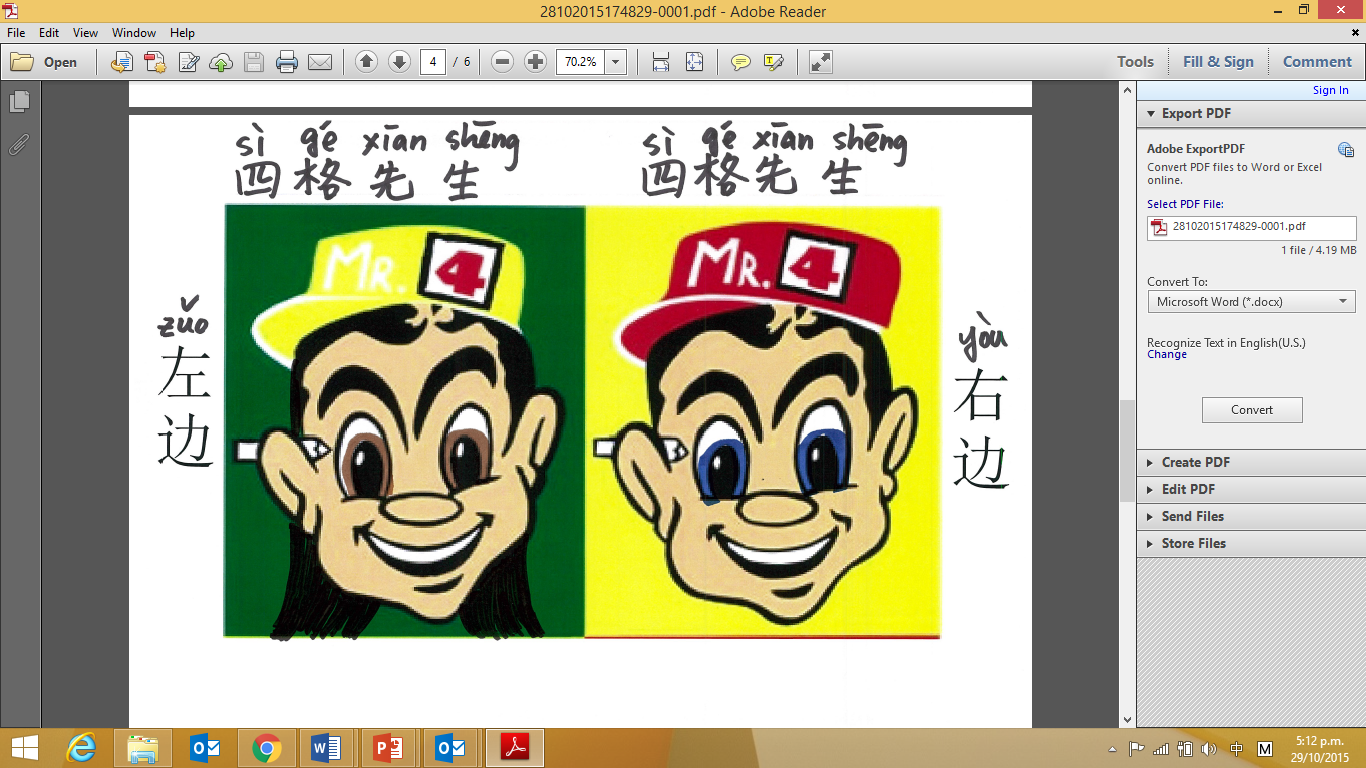 28102015174829-0001.pdf - Adobe Reader
File Edit View Window Help
Open 4 / 6 70.2% Tools Fill & Sign Comment
sì gé xiān shēng
四格先生
sì gé xiān shēng
四格先生
MR. 4
MR. 4
zuǒ
左边
yòu
右边
Sign In
Export PDF
Adobe ExportPDF
Convert PDF files to Word or Excel
online.
Select PDF File:
28102015174829-0001.pdf
1 file / 4.19 MB
Convert To:
Microsoft Word (*.docx)
Recognize Text in English(U.S.)
Change
Convert
Create PDF
Edit PDF
Send Files
Store Files
中 M
5:12 p.m.
29/10/2015